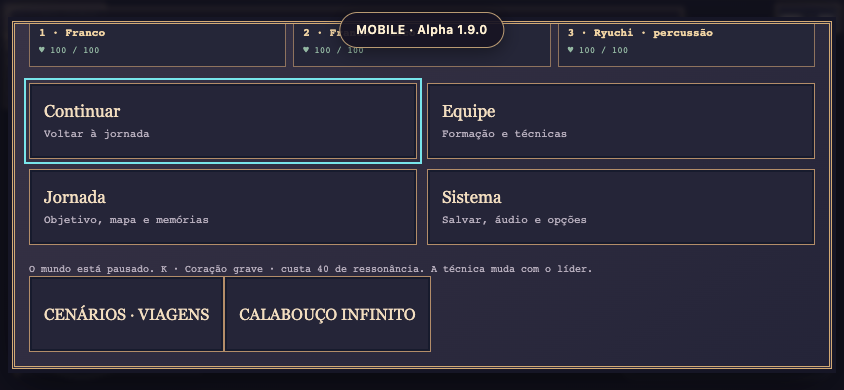 MOBILE · Alpha 1.9.0
1 · Franco
♥ 100 / 100
2 · Fra
♥ 100 / 100
3 · Ryuchi · percussão
♥ 100 / 100
Continuar
Voltar à jornada
Equipe
Formação e técnicas
Jornada
Objetivo, mapa e memórias
Sistema
Salvar, áudio e opções
O mundo está pausado. K · Coração grave · custa 40 de ressonância. A técnica muda com o líder.
CENÁRIOS · VIAGENS
CALABOUÇO INFINITO